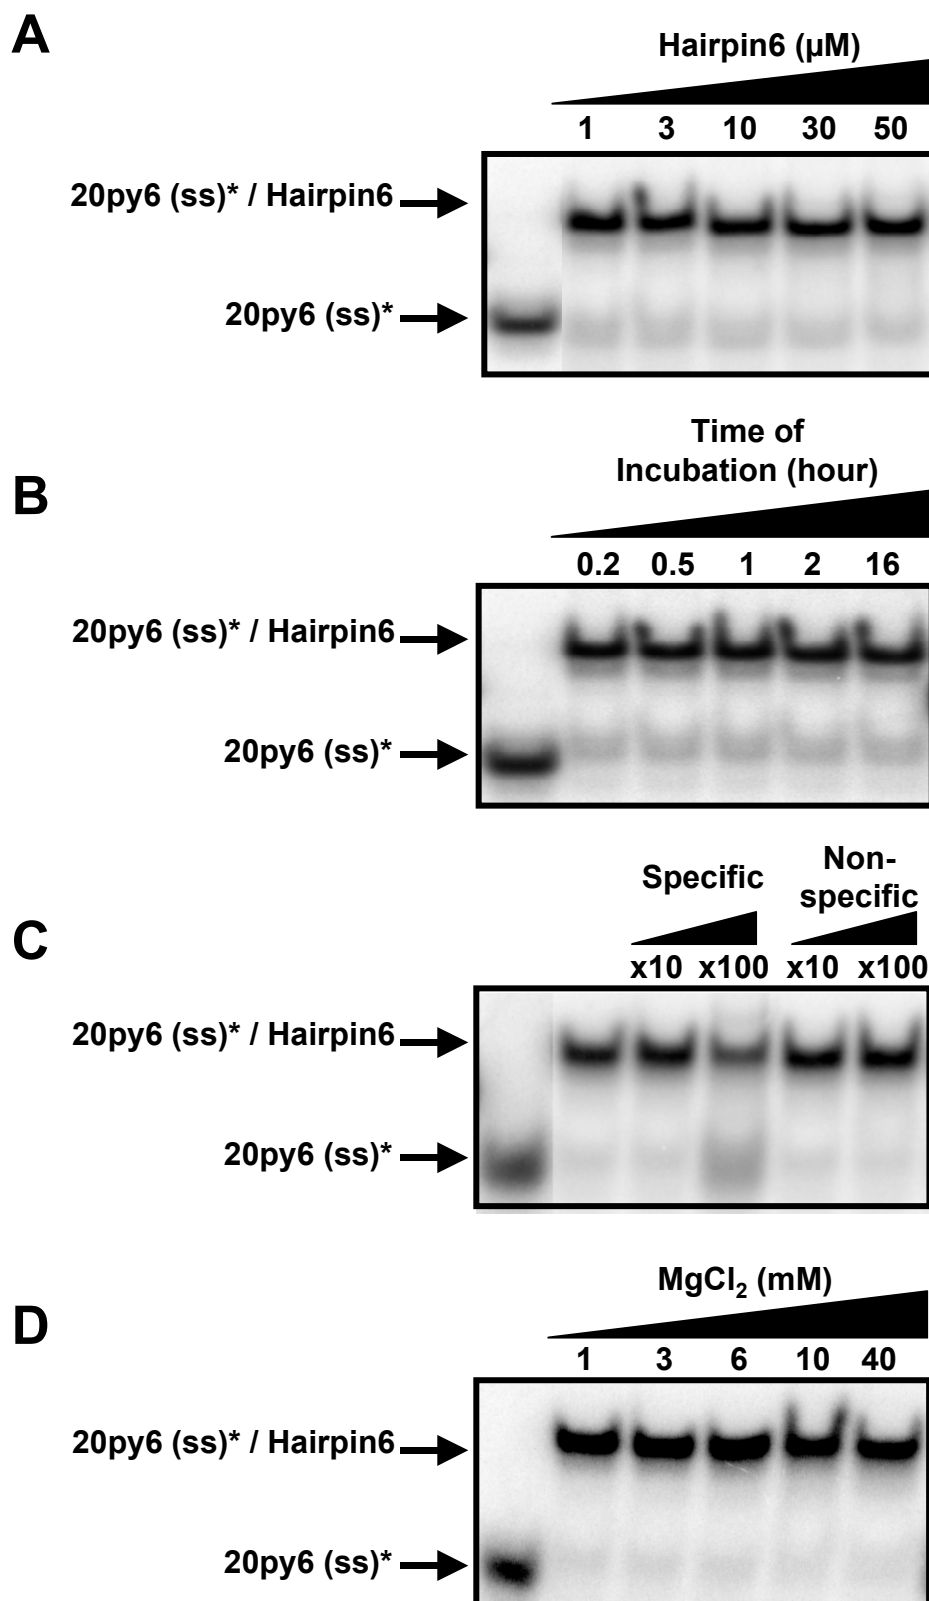 A
Hairpin6 (µM)
1 3 10 30 50
20py6 (ss)* / Hairpin6
20py6 (ss)*
Time of
Incubation (hour)
B
0.2 0.5 1 2 16
20py6 (ss)* / Hairpin6
20py6 (ss)*
Non-
Specific
specific
C
x10 x100 x10 x100
20py6 (ss)* / Hairpin6
20py6 (ss)*
MgCl₂ (mM)
D
1 3 6 10 40
20py6 (ss)* / Hairpin6
20py6 (ss)*